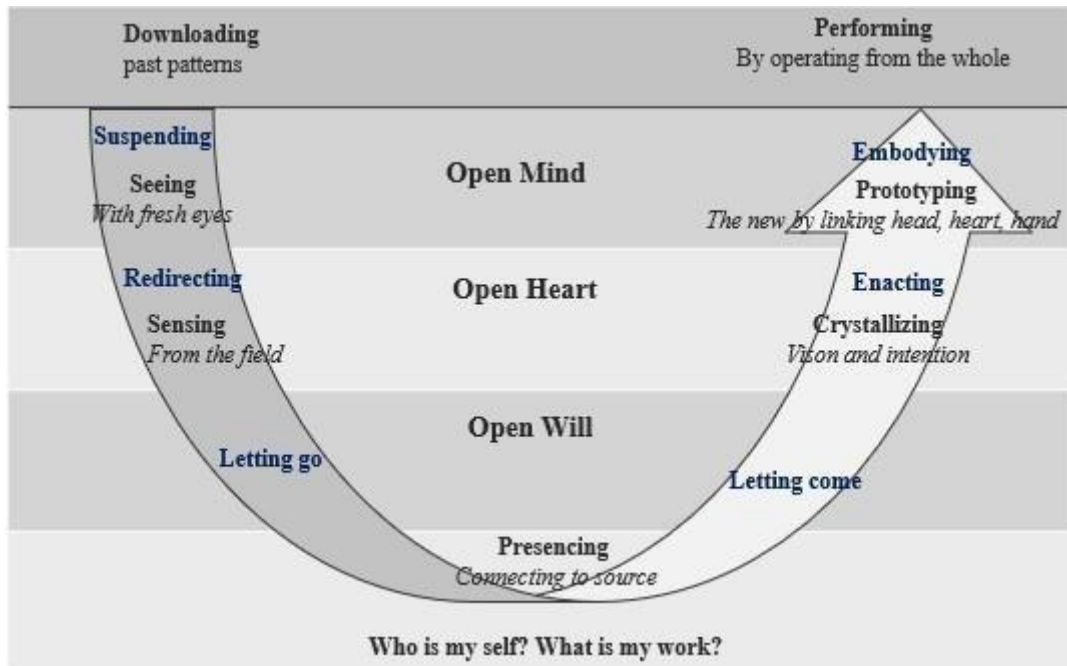 Downloading
past patterns
Performing
By operating from the whole
Suspending
Seeing
With fresh eyes
Open Mind
Embodying
Prototyping
The new by linking head, heart, hand
Redirecting
Sensing
From the field
Open Heart
Enacting
Crystallizing
Vison and intention
Open Will
Letting go
Letting come
Presencing
Connecting to source
Who is my self? What is my work?